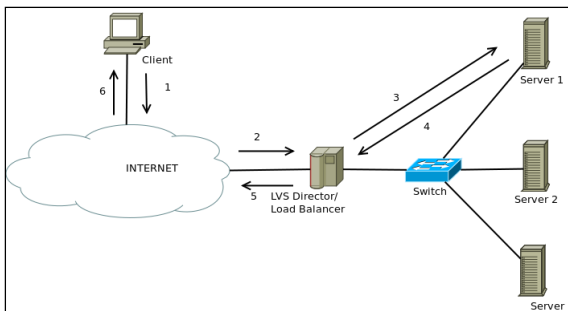 Client
6
1
3
Server 1
4
2
INTERNET
5
LVS Director/
Load Balancer
Switch
Server 2
Server